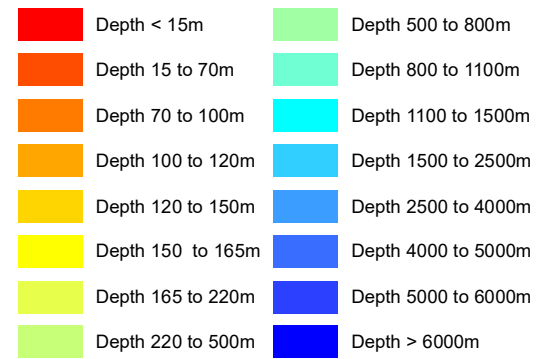 Depth < 15m
Depth 15 to 70m
Depth 70 to 100m
Depth 100 to 120m
Depth 120 to 150m
Depth 150  to 165m
Depth 165 to 220m
Depth 220 to 500m
Depth 500 to 800m
Depth 800 to 1100m
Depth 1100 to 1500m
Depth 1500 to 2500m
Depth 2500 to 4000m
Depth 4000 to 5000m
Depth 5000 to 6000m
Depth > 6000m